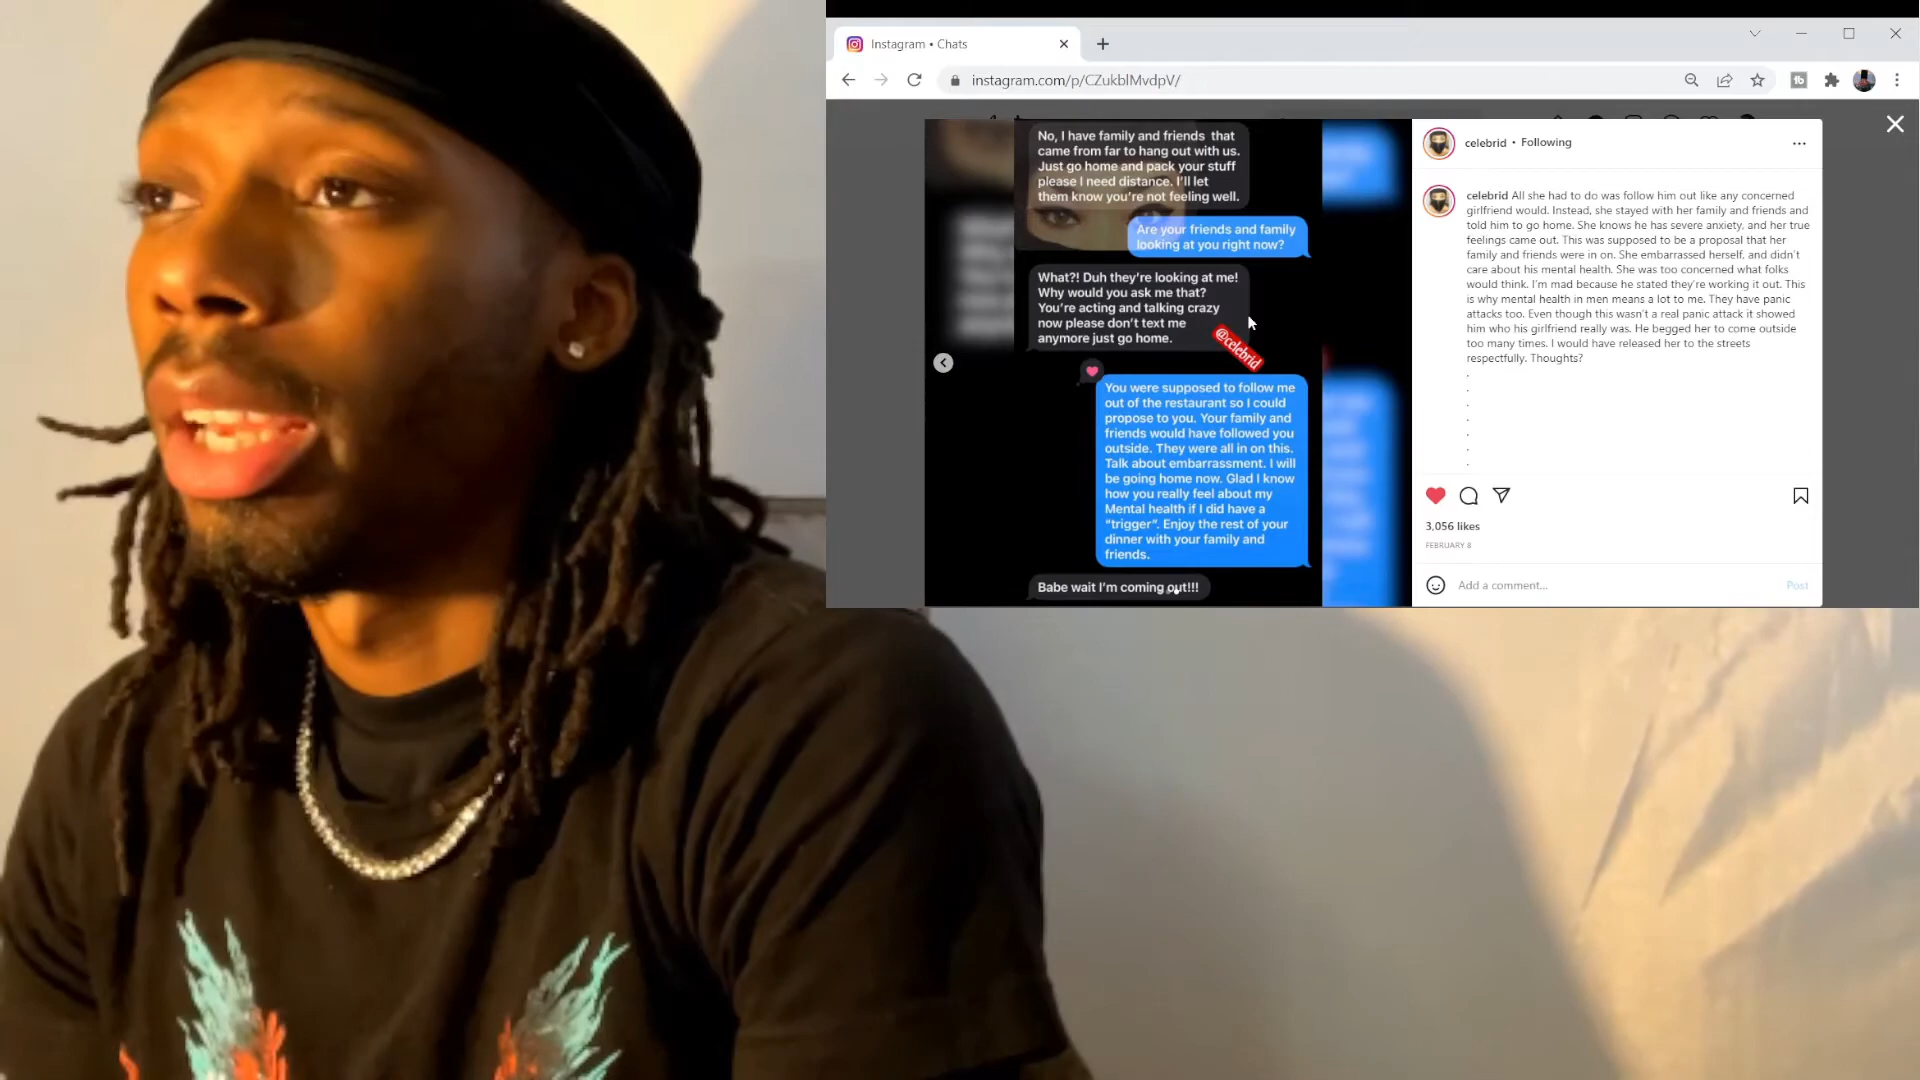 Instagram • Chats
instagram.com/p/CZukblMvdpV/
No, I have family and friends that
came from far to hang out with us.
Just go home and pack your stuff
please I need distance. I'll let
them know you're not feeling well.
Are your friends and family
looking at you right now?
What?! Duh they're looking at me!
Why would you ask me that?
You're acting and talking crazy
now please don't text me
anymore just go home.
@celebrid
You were supposed to follow me
out of the restaurant so I could
propose to you. Your family and
friends would have followed you
outside. They were all in on this.
Talk about embarrassment. I will
be going home now. Glad I know
how you really feel about my
Mental health if I did have a
"trigger". Enjoy the rest of your
dinner with your family and
friends.
Babe wait I'm coming out!!!
celebrid • Following
celebrid All she had to do was follow him out like any concerned
girlfriend would. Instead, she stayed with her family and friends and
told him to go home. She knows he has severe anxiety, and her true
feelings came out. This was supposed to be a proposal that her
family and friends were in on. She embarrassed herself, and didn't
care about his mental health. She was too concerned what folks
would think. I'm mad because he stated they're working it out. This
is why mental health in men means a lot to me. They have panic
attacks too. Even though this wasn't a real panic attack it showed
him who his girlfriend really was. He begged her to come outside
too many times. I would have released her to the streets
respectfully. Thoughts?
.
.
.
.
.
.
.
3,056 likes
FEBRUARY 8
Add a comment...
Post